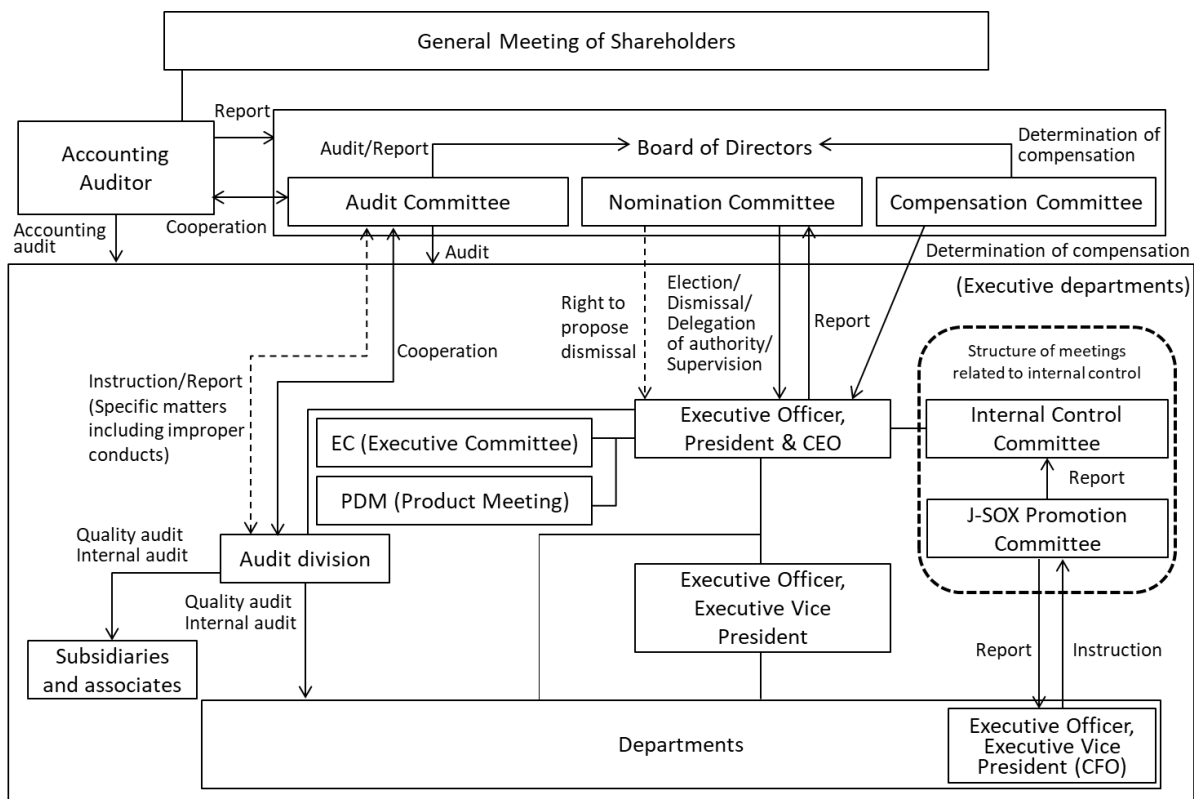 General Meeting of Shareholders
Report
Accounting
Auditor
Audit/Report
Board of Directors
Determination of
compensation
Audit Committee
Nomination Committee
Compensation Committee
Cooperation
Accounting
audit
Audit
Determination of compensation
(Executive departments)
Right to
propose
dismissal
Election/
Dismissal/
Delegation
of authority/
Supervision
Report
Cooperation
Instruction/Report
(Specific matters
including improper
conducts)
Structure of meetings
related to internal control
Executive Officer,
President & CEO
Internal Control
Committee
EC (Executive Committee)
Report
PDM (Product Meeting)
J-SOX Promotion
Committee
Quality audit
Internal audit
Audit division
Quality audit
Internal audit
Executive Officer,
Executive Vice
President
Subsidiaries
and associates
Report
Instruction
Departments
Executive Officer,
Executive Vice
President (CFO)